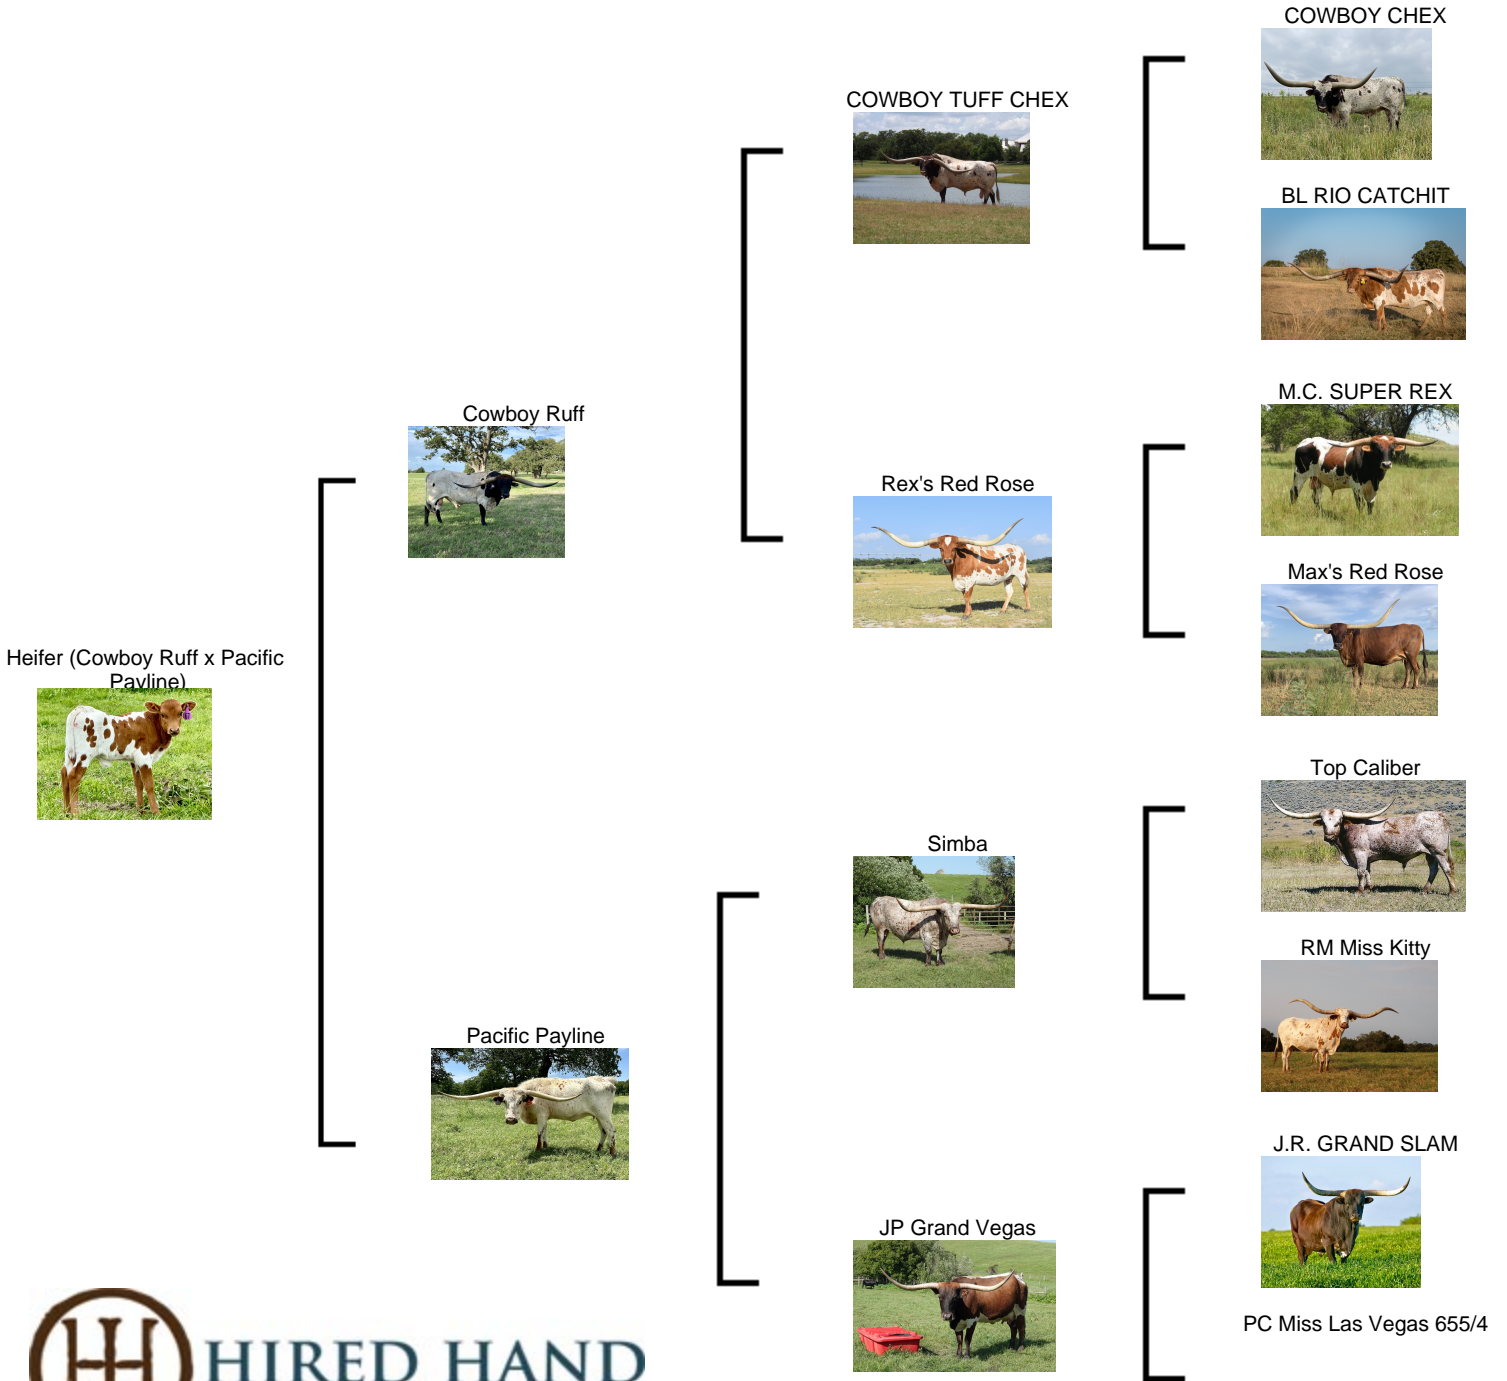 COWBOY CHEX
COWBOY TUFF CHEX
BL RIO CATCHIT
M.C. SUPER REX
Cowboy Ruff
Rex's Red Rose
Max's Red Rose
Heifer (Cowboy Ruff x Pacific
Payline)
Top Caliber
Simba
RM Miss Kitty
Pacific Payline
J.R. GRAND SLAM
JP Grand Vegas
PC Miss Las Vegas 655/4
HIRED HAND